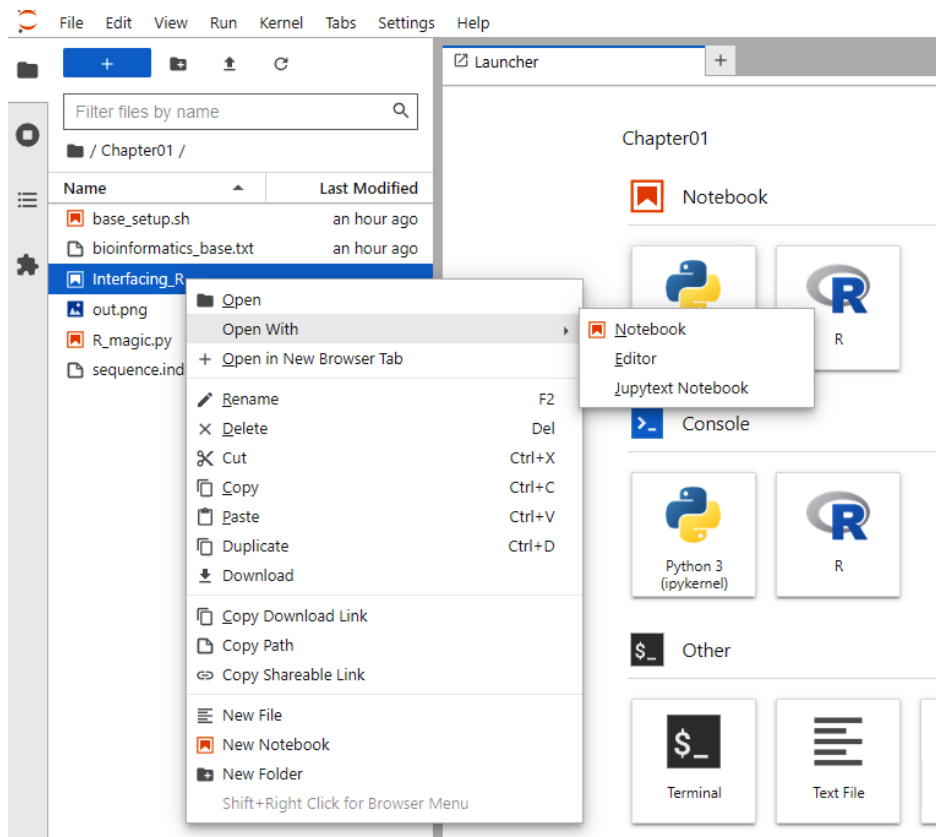 File Edit View Run Kernel Tabs Settings Help
Launcher
Filter files by name
/ Chapter01 /
Name Last Modified
base_setup.sh an hour ago
bioinformatics_base.txt an hour ago
Interfacing_R
out.png
R_magic.py
sequence.ind
Open
Open With
Open in New Browser Tab
Rename F2
Delete Del
Cut Ctrl+X
Copy Ctrl+C
Paste Ctrl+V
Duplicate Ctrl+D
Download
Copy Download Link
Copy Path
Copy Shareable Link
New File
New Notebook
New Folder
Shift+Right Click for Browser Menu
Notebook
Editor
Jupytext Notebook
Chapter01
Notebook
R
Console
Python 3
(ipykernel)
R
$_ Other
$_
Terminal
Text File